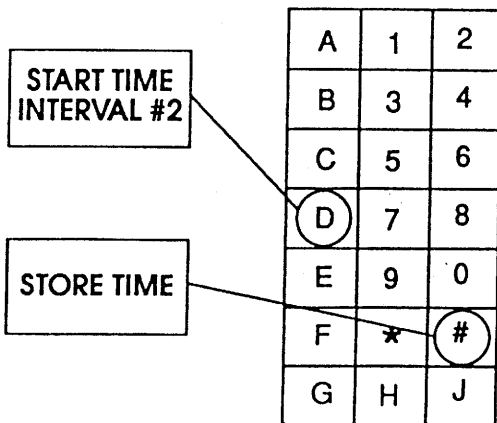 START TIME
INTERVAL #2
STORE TIME
A 1 2
B 3 4
C 5 6
D 7 8
E 9 0
F * #
G H J